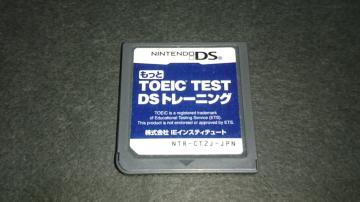 NINTENDO DS
もっと
TOEIC TEST
DSトレーニング
TOEIC is a registered trademark
of Educational Testing Service (ETS).
This product is not endorsed or approved by ETS.
株式会社 IEインスティテュート
NTR-CTZJ-JPN